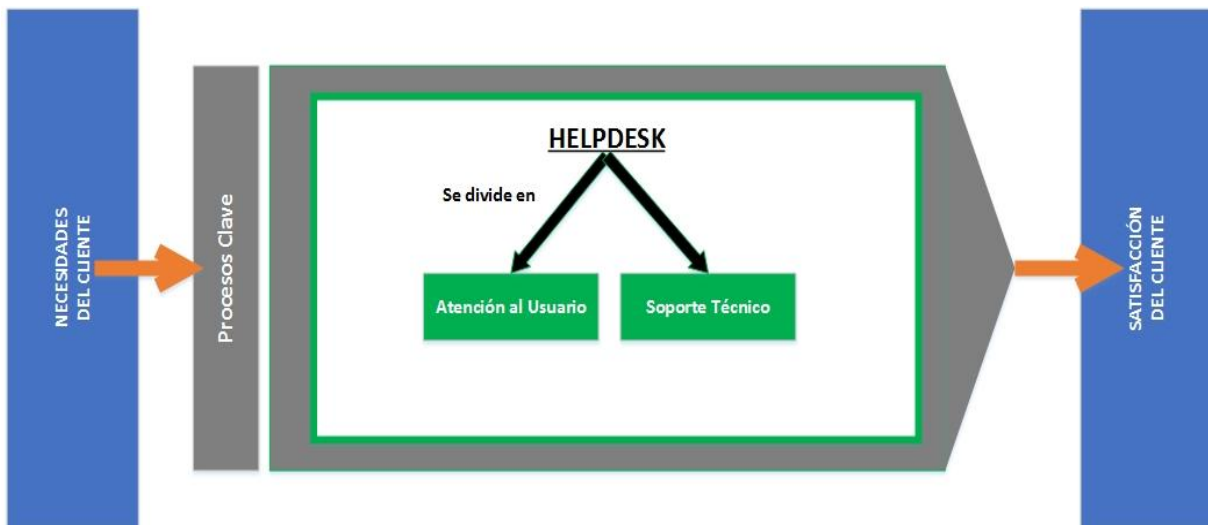 NECESIDADES
DEL CLIENTE
Procesos Clave
HELPDESK
Se divide en
Atención al Usuario
Soporte Técnico
SATISFACCIÓN
DEL CLIENTE